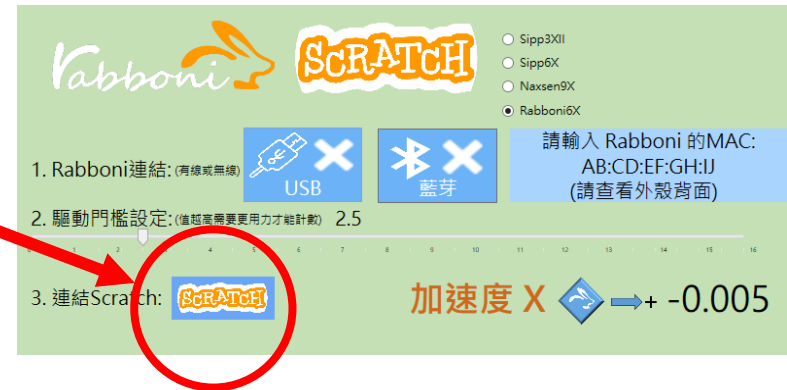 rabboni
SCRATCH
Sipp3XII
Sipp6X
Naxsen9X
Rabboni6X
1. Rabboni連結: (有線或無線)
USB
藍芽
請輸入 Rabboni 的MAC:
AB:CD:EF:GH:IJ
(請查看外殼背面)
2. 驅動門檻設定: (值越高需要更用力才能計數) 2.5
1 2 4 5 6 7 8 9 10 11 12 13 14 15 16
3. 連結Scratch: SCRATCH
加速度 X + -0.005